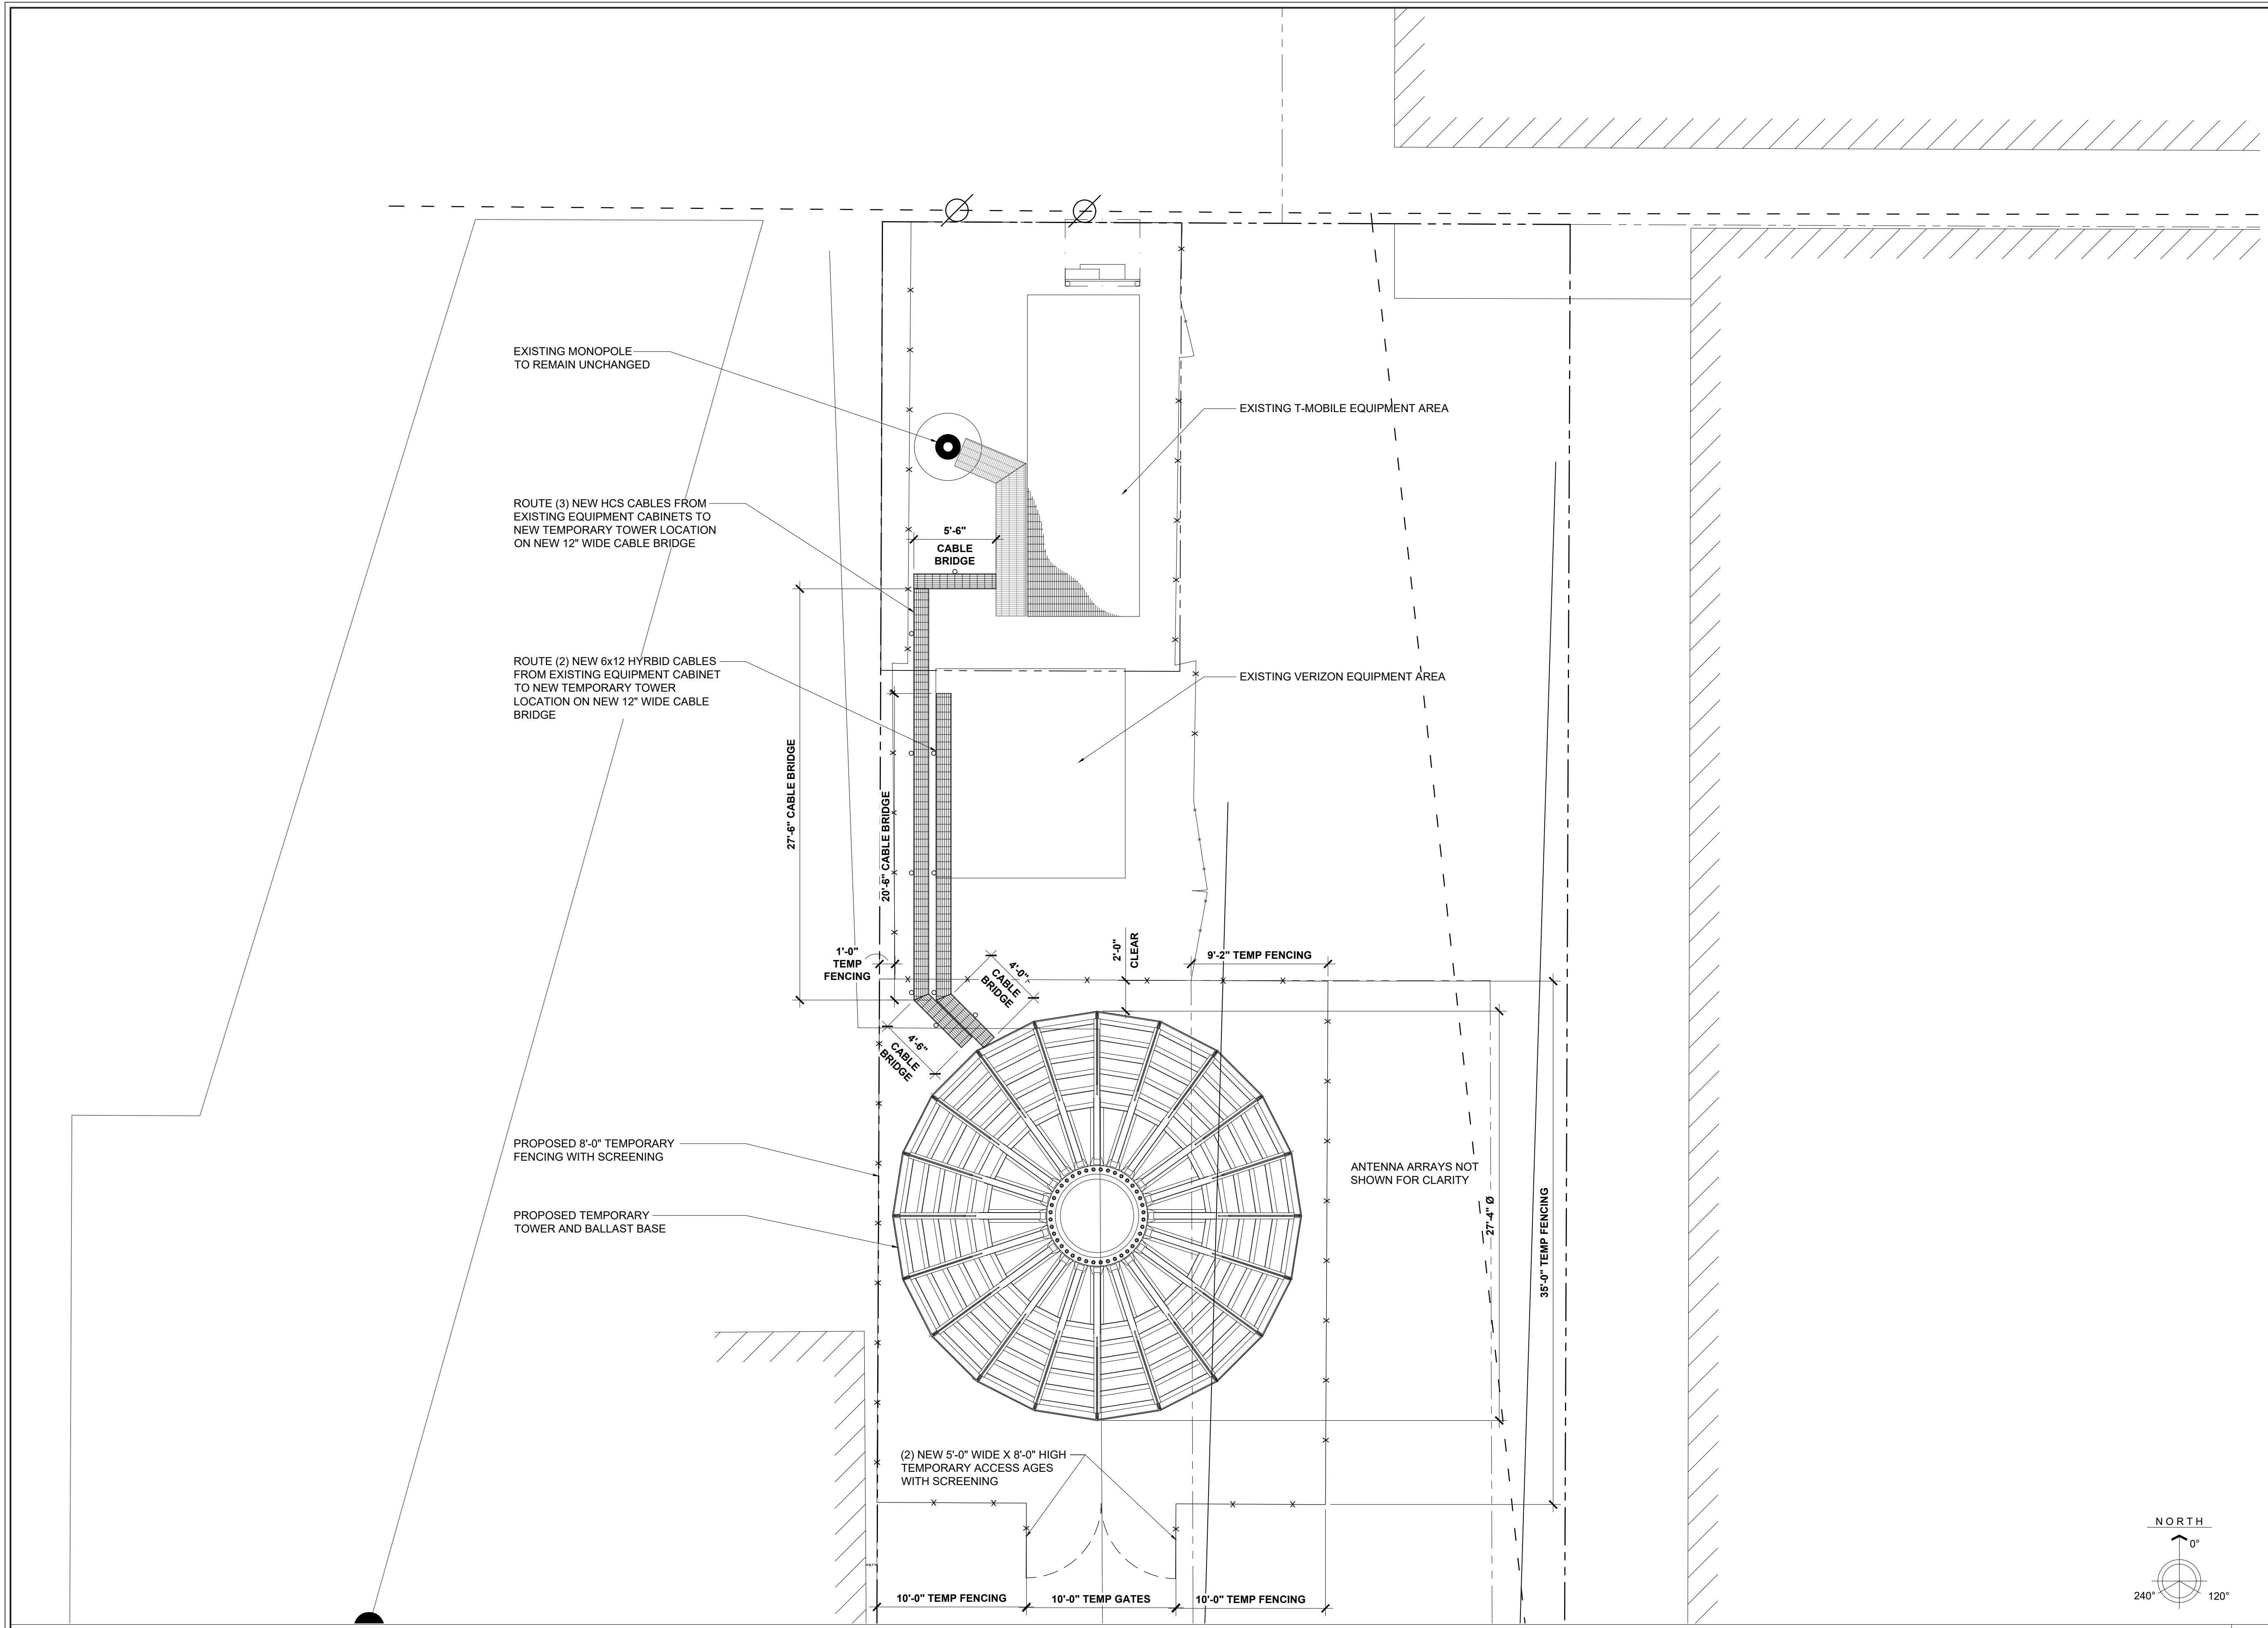 EXISTING MONOPOLE
TO REMAIN UNCHANGED
EXISTING T-MOBILE EQUIPMENT AREA
ROUTE (3) NEW HCS CABLES FROM
EXISTING EQUIPMENT CABINETS TO
NEW TEMPORARY TOWER LOCATION
ON NEW 12" WIDE CABLE BRIDGE
5'-6"
CABLE
BRIDGE
ROUTE (2) NEW 6x12 HYRBID CABLES
FROM EXISTING EQUIPMENT CABINET
TO NEW TEMPORARY TOWER
LOCATION ON NEW 12" WIDE CABLE
BRIDGE
EXISTING VERIZON EQUIPMENT AREA
27'-6" CABLE BRIDGE
20'-6" CABLE BRIDGE
1'-0"
TEMP
FENCING
4'-0"
CABLE
BRIDGE
2'-0"
CLEAR
9'-2" TEMP FENCING
4'-6"
CABLE
BRIDGE
PROPOSED 8'-0" TEMPORARY
FENCING WITH SCREENING
PROPOSED TEMPORARY
TOWER AND BALLAST BASE
ANTENNA ARRAYS NOT
SHOWN FOR CLARITY
27'-4" Ø
35'-0" TEMP FENCING
(2) NEW 5'-0" WIDE X 8'-0" HIGH
TEMPORARY ACCESS AGES
WITH SCREENING
10'-0" TEMP FENCING
10'-0" TEMP GATES
10'-0" TEMP FENCING
NORTH
0°
240°
120°